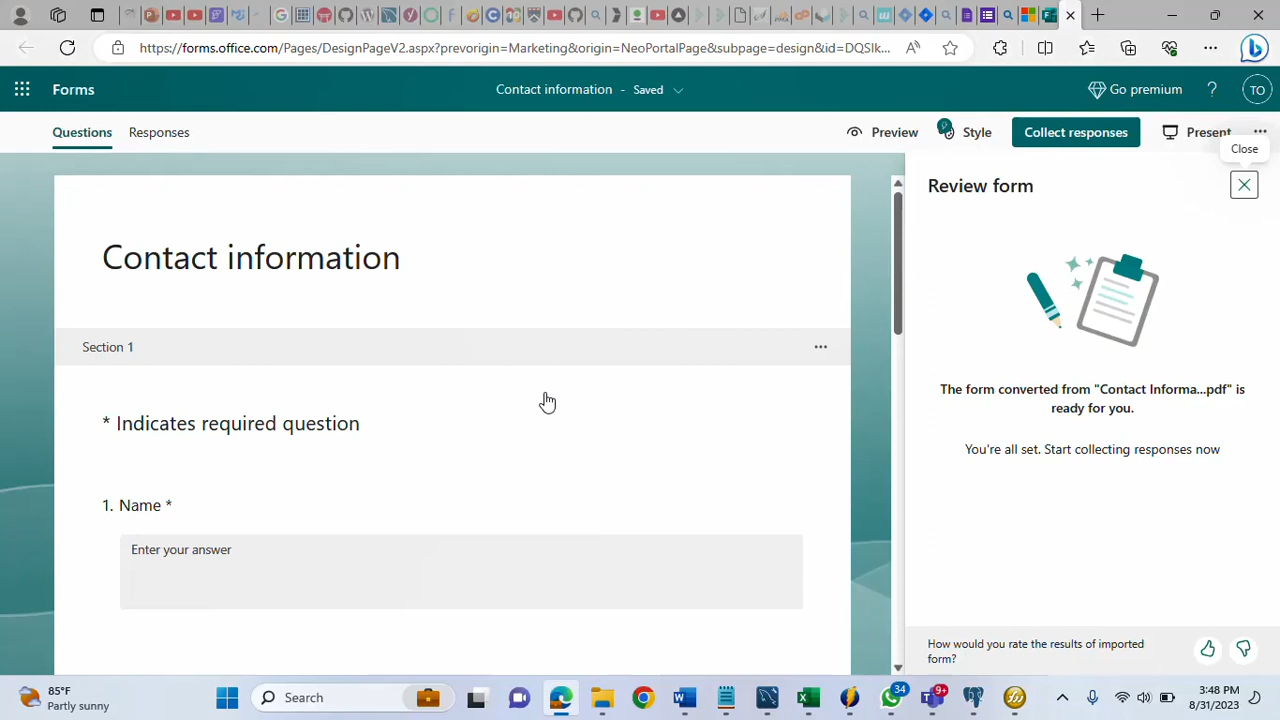 https://forms.office.com/Pages/DesignPageV2.aspx?prevorigin=Marketing&origin=NeoPortalPage&subpage=design&id=DQSIk...
Forms
Contact information - Saved
Go premium
?
TO
Questions
Responses
Preview
Style
Collect responses
Present
Close
Review form
Contact information
Section 1
* Indicates required question
1. Name *
Enter your answer
The form converted from "Contact Informa...pdf" is
ready for you.
You're all set. Start collecting responses now
How would you rate the results of imported
form?
85°F
Partly sunny
Search
34
9+
3:48 PM
8/31/2023